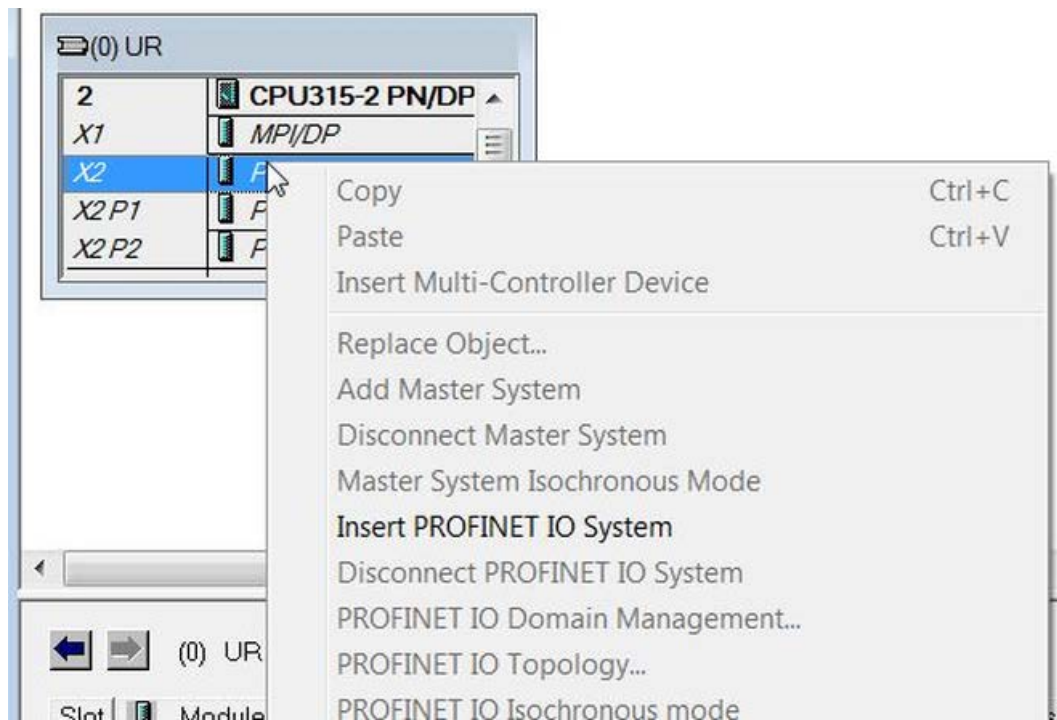 (0) UR
2 CPU315-2 PN/DP
X1 MPI/DP
X2 P
X2 P1 P
X2 P2 P
Copy Ctrl+C
Paste Ctrl+V
Insert Multi-Controller Device
Replace Object...
Add Master System
Disconnect Master System
Master System Isochronous Mode
Insert PROFINET IO System
Disconnect PROFINET IO System
PROFINET IO Domain Management...
PROFINET IO Topology...
PROFINET IO Isochronous mode
(0) UR
Slot Module